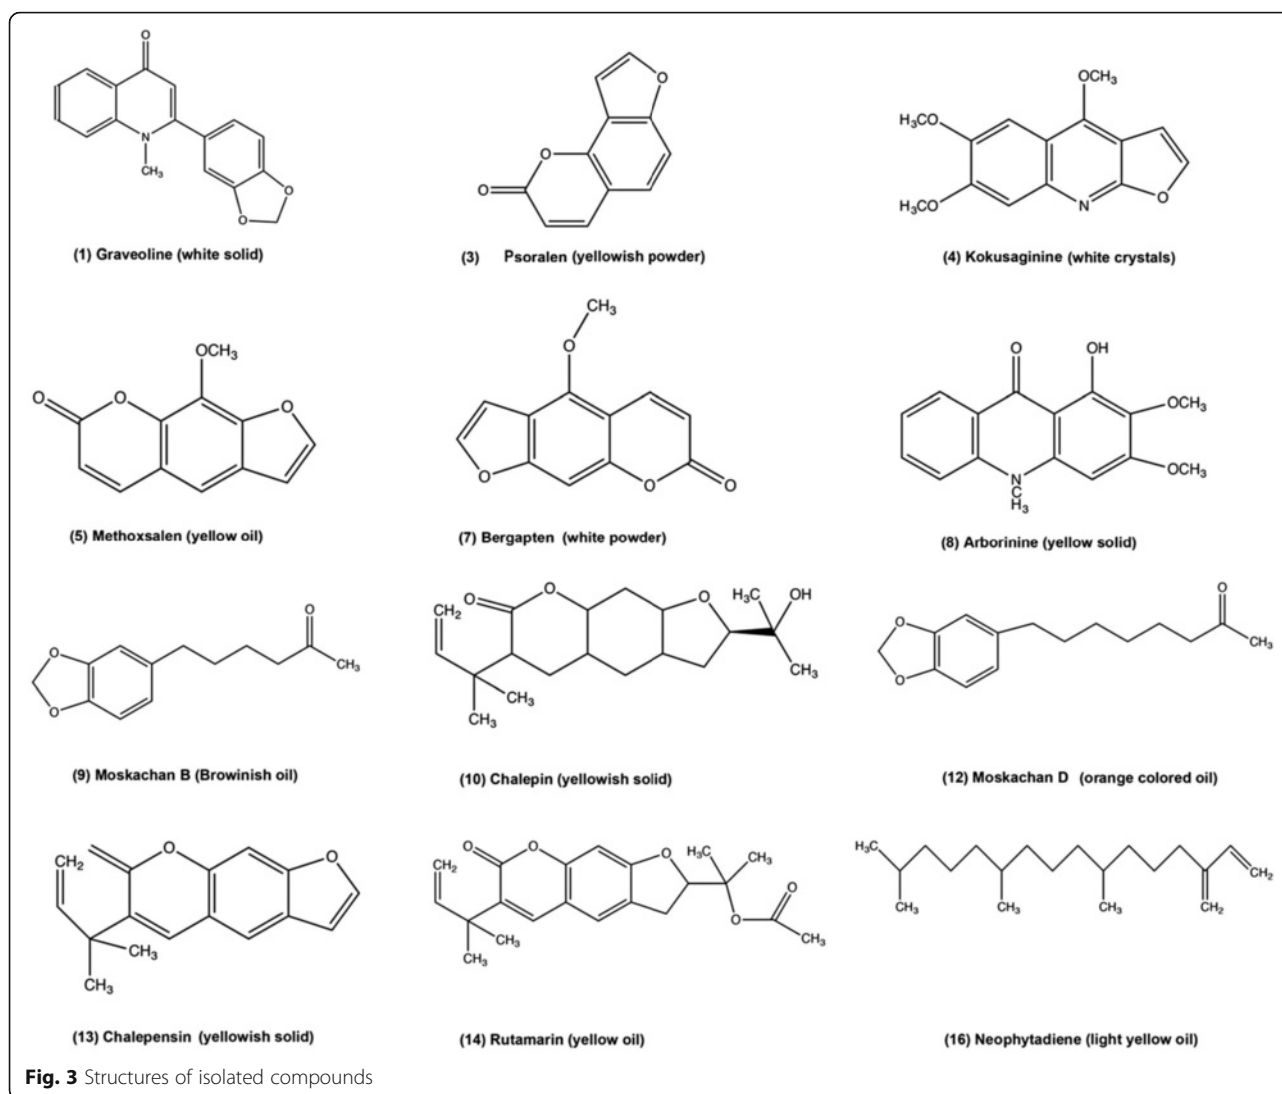 O
N
CH3
O
O
(1) Graveoline (white solid)
O
O
O
(3) Psoralen (yellowish powder)
OCH3
H3CO
H3CO
N
O
(4) Kokusaginine (white crystals)
OCH3
O
O
O
(5) Methoxsalen (yellow oil)
CH3
O
O
O
O
(7) Bergapten (white powder)
O
OH
OCH3
OCH3
N
C
H3
(8) Arborinine (yellow solid)
O
O
O
CH3
(9) Moskachan B (Browinish oil)
O
O
CH2
O
H3C
OH
CH3
CH3
CH3
(10) Chalepin (yellowish solid)
O
O
O
CH3
(12) Moskachan D (orange colored oil)
O
O
CH2
CH3
CH3
(13) Chalepensin (yellowish solid)
O
O
O
CH2
H3C
CH3
O
O
CH3
CH3
CH3
(14) Rutamarin (yellow oil)
H3C
CH3
CH3
CH3
CH2
CH2
(16) Neophytadiene (light yellow oil)
Fig. 3 Structures of isolated compounds